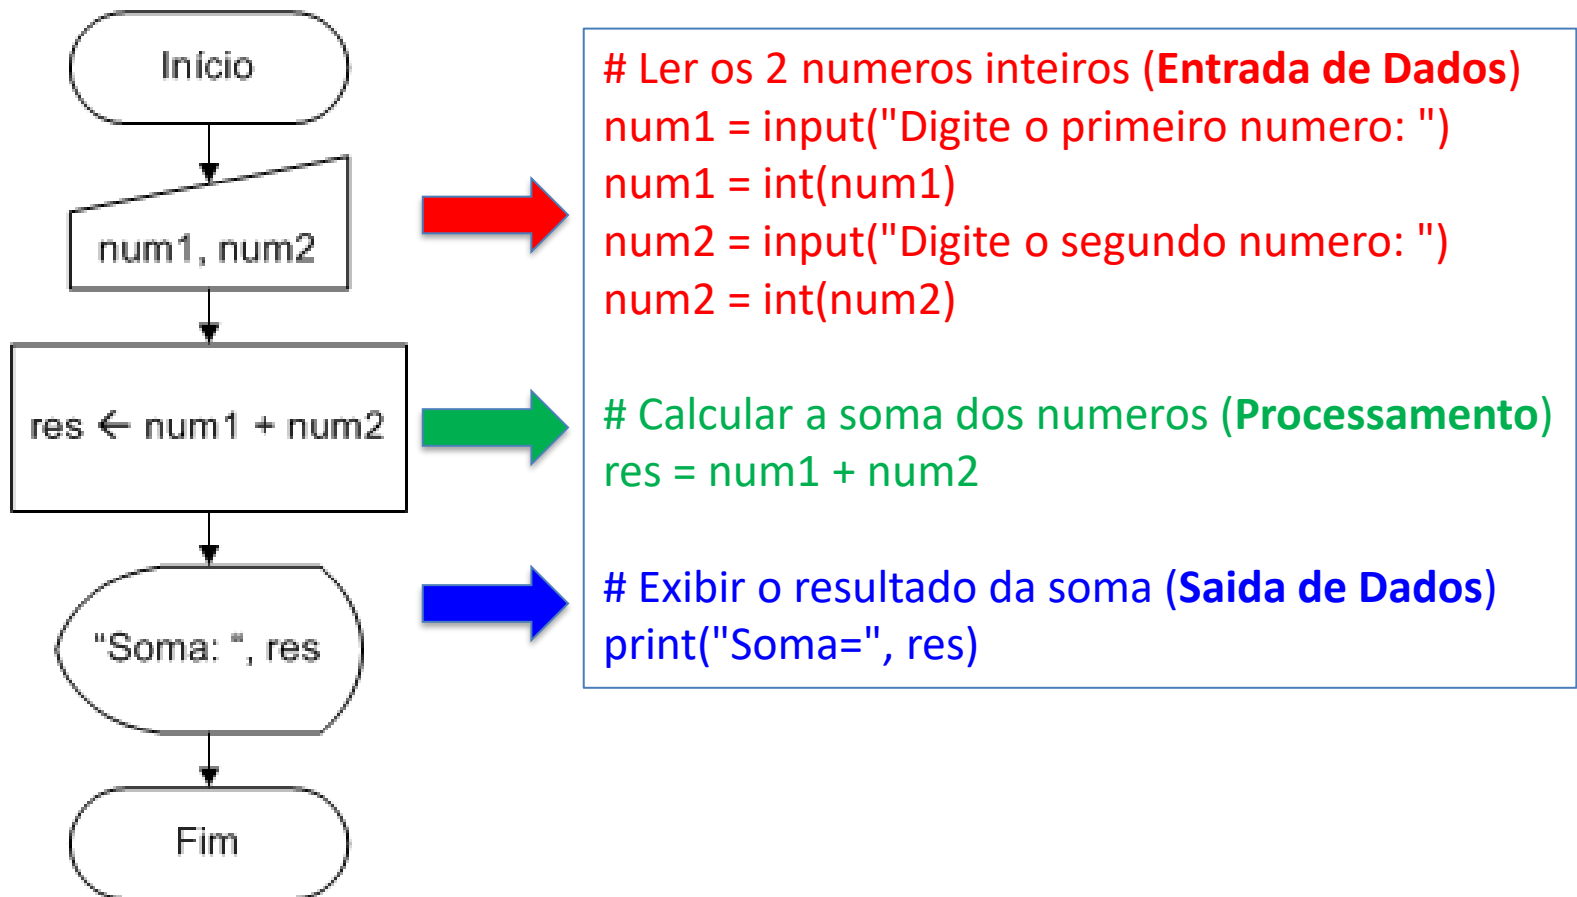 Início
num1, num2
res ← num1 + num2
“Soma: “, res
Fim
# Ler os 2 numeros inteiros (Entrada de Dados)
num1 = input("Digite o primeiro numero: ")
num1 = int(num1)
num2 = input("Digite o segundo numero: ")
num2 = int(num2)
# Calcular a soma dos numeros (Processamento)
res = num1 + num2
# Exibir o resultado da soma (Saida de Dados)
print("Soma=", res)